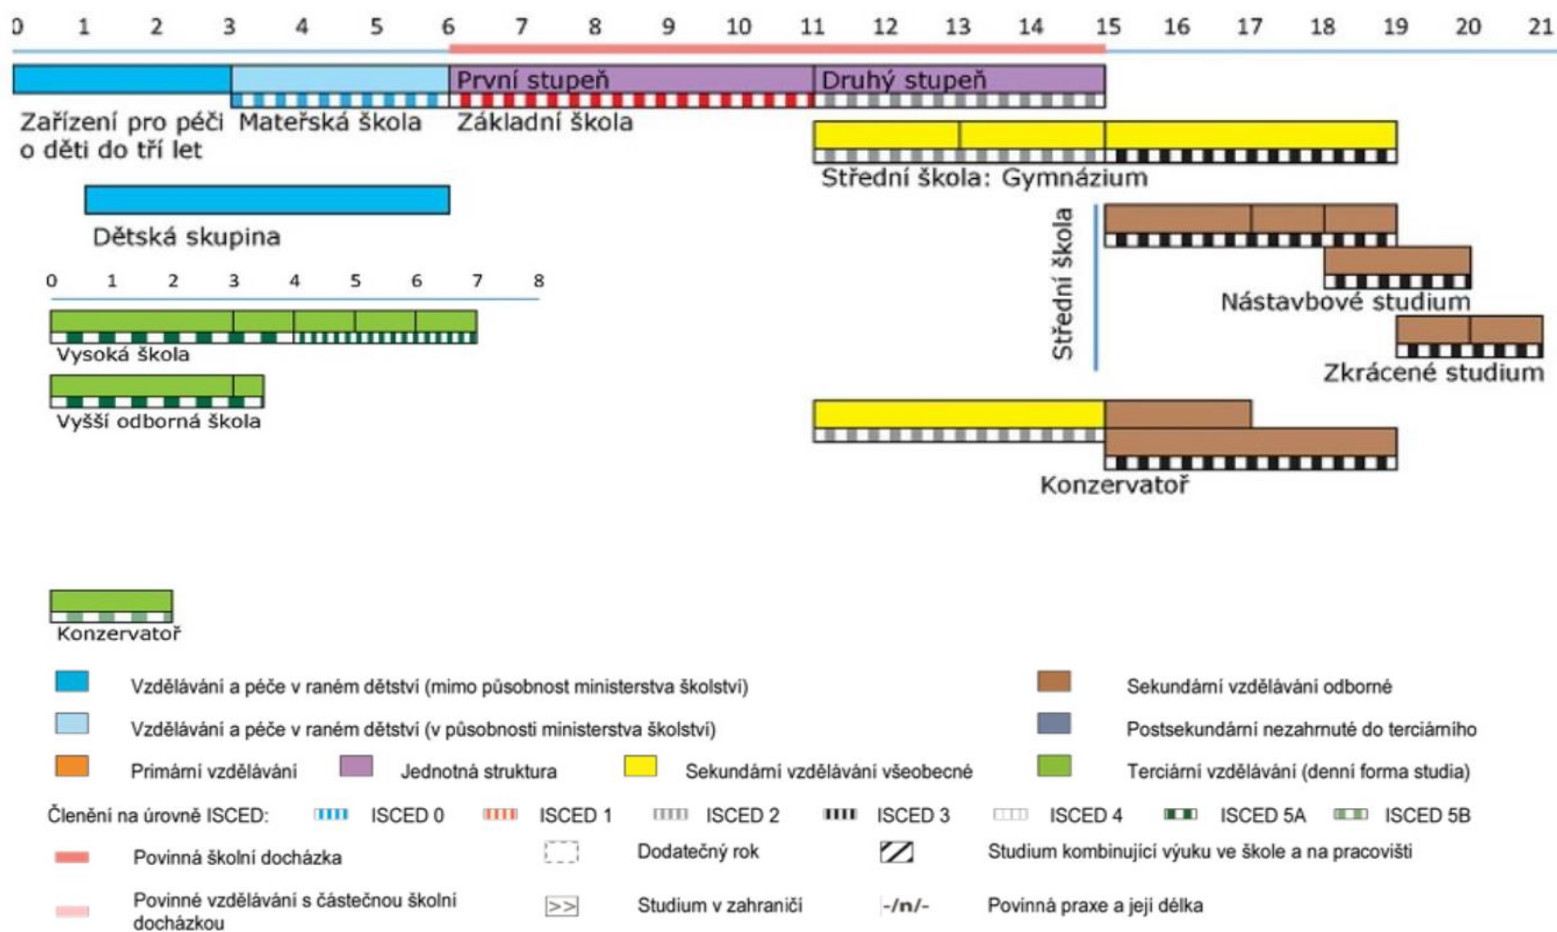 0 1 2 3 4 5 6 7 8 9 10 11 12 13 14 15 16 17 18 19 20 21
První stupeň Druhý stupeň
Zařízení pro péči o děti do tří let
Mateřská škola
Základní škola
Střední škola: Gymnázium
Dětská skupina
Střední škola
Nástavbové studium
Zkrácené studium
0 1 2 3 4 5 6 7 8
Vysoká škola
Vyšší odborná škola
Konzervatoř
Konzervatoř
Vzdělávání a péče v raném dětství (mimo působnost ministerstva školství)
Sekundární vzdělávání odborné
Vzdělávání a péče v raném dětství (v působnosti ministerstva školství)
Postsekundární nezahrnuté do terciárního
Primární vzdělávání Jednotná struktura Sekundární vzdělávání všeobecné Terciární vzdělávání (denní forma studia)
Členění na úrovně ISCED: ISCED 0 ISCED 1 ISCED 2 ISCED 3 ISCED 4 ISCED 5A ISCED 5B
Povinná školní docházka Dodatečný rok Studium kombinující výuku ve škole a na pracovišti
Povinné vzdělávání s částečnou školní
docházkou
>> Studium v zahraničí -/n/- Povinná praxe a její délka